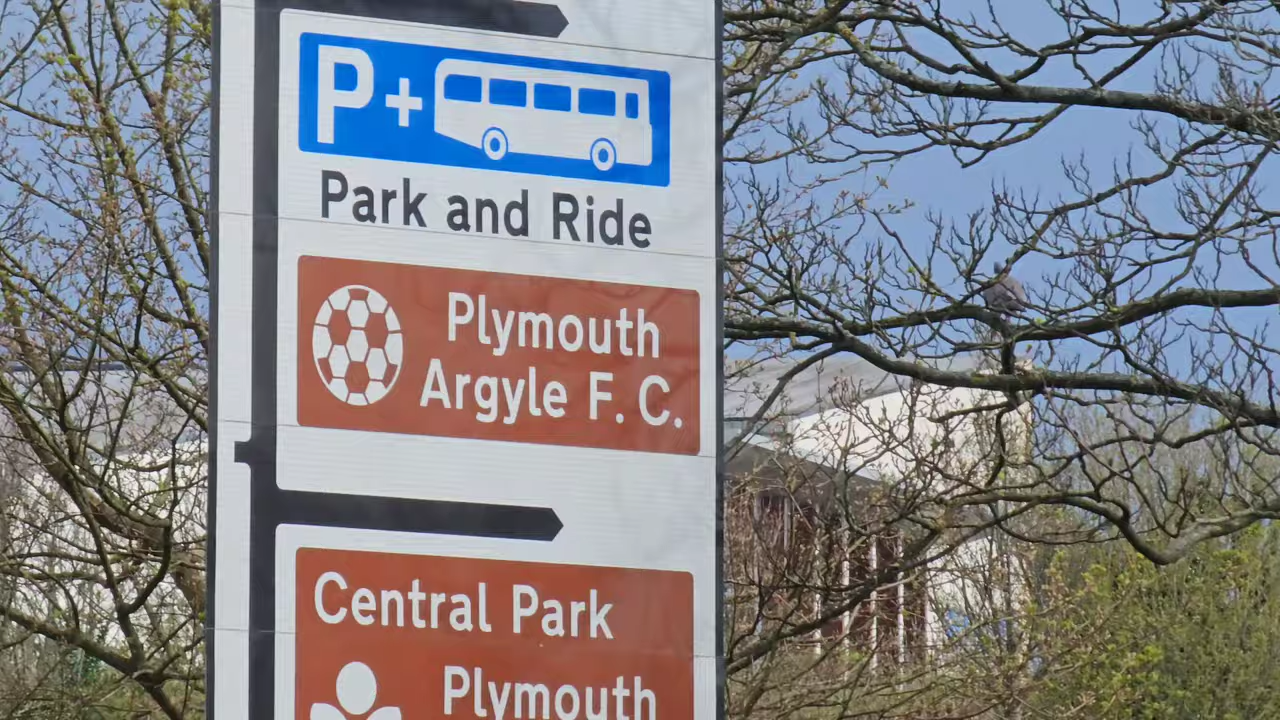 P+
Park and Ride
Plymouth
Argyle F. C.
Central Park
Plymouth